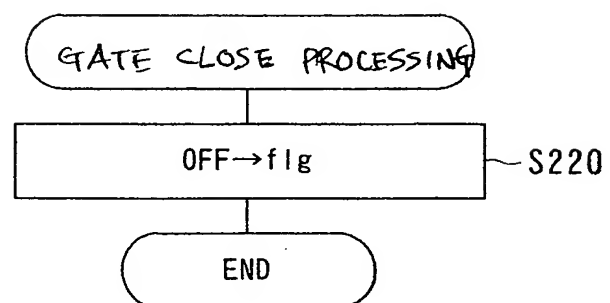 GATE CLOSE PROCESSING
OFF→flg
S220
END